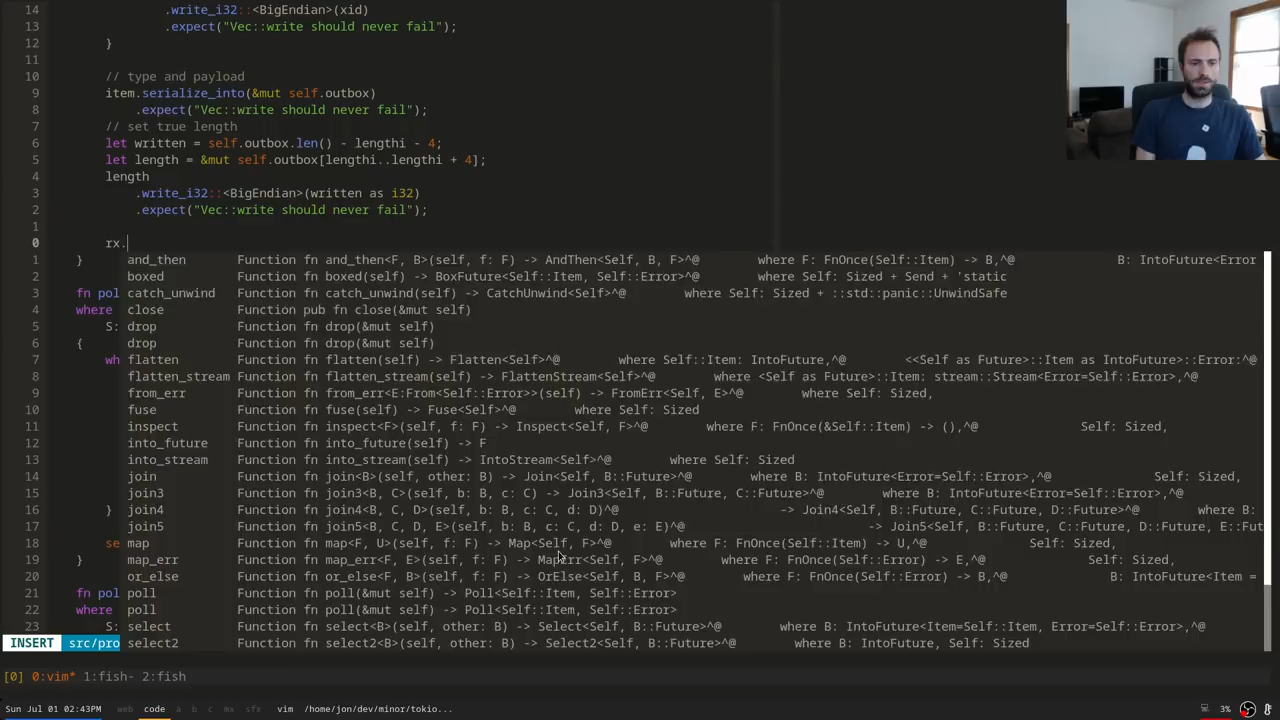 14 .write_i32::<BigEndian>(xid)
13 .expect("Vec::write should never fail");
12 }
11
10 // type and payload
9 item.serialize_into(&mut self.outbox)
8 .expect("Vec::write should never fail");
7 // set true length
6 let written = self.outbox.len() - lengthi - 4;
5 let length = &mut self.outbox[lengthi..lengthi + 4];
4 length
3 .write_i32::<BigEndian>(written as i32)
2 .expect("Vec::write should never fail");
1
0 rx.
1 } and_then Function fn and_then<F, B>(self, f: F) -> AndThen<Self, B, F>^@ where F: FnOnce(Self::Item) -> B,^@ B: IntoFuture<Error
2 boxed Function fn boxed(self) -> BoxFuture<Self::Item, Self::Error>^@ where Self: Sized + Send + 'static
3 fn pol catch_unwind Function fn catch_unwind(self) -> CatchUnwind<Self>^@ where Self: Sized + ::std::panic::UnwindSafe
4 where close Function pub fn close(&mut self)
5 S: drop Function fn drop(&mut self)
6 { drop Function fn drop(&mut self)
7 wh flatten Function fn flatten(self) -> Flatten<Self>^@ where Self::Item: IntoFuture,^@ <<Self as Future>::Item as IntoFuture>::Error:^@
8 flatten_stream Function fn flatten_stream(self) -> FlattenStream<Self>^@ where <Self as Future>::Item: stream::Stream<Error=Self::Error>,^@
9 from_err Function fn from_err<E:From<Self::Error>>(self) -> FromErr<Self, E>^@ where Self: Sized,
10 fuse Function fn fuse(self) -> Fuse<Self>^@ where Self: Sized
11 inspect Function fn inspect<F>(self, f: F) -> Inspect<Self, F>^@ where F: FnOnce(&Self::Item) -> (),^@ Self: Sized,
12 into_future Function fn into_future(self) -> F
13 into_stream Function fn into_stream(self) -> IntoStream<Self>^@ where Self: Sized
14 join Function fn join<B>(self, other: B) -> Join<Self, B::Future>^@ where B: IntoFuture<Error=Self::Error>,^@ Self: Sized,
15 join3 Function fn join3<B, C>(self, b: B, c: C) -> Join3<Self, B::Future, C::Future>^@ where B: IntoFuture<Error=Self::Error>,^@
16 } join4 Function fn join4<B, C, D>(self, b: B, c: C, d: D)^@ -> Join4<Self, B::Future, C::Future, D::Future>^@ where B:
17 join5 Function fn join5<B, C, D, E>(self, b: B, c: C, d: D, e: E)^@ -> Join5<Self, B::Future, C::Future, D::Future, E::Fut
18 se map Function fn map<F, U>(self, f: F) -> Map<Self, F>^@ where F: FnOnce(Self::Item) -> U,^@ Self: Sized,
19 } map_err Function fn map_err<F, E>(self, f: F) -> MapErr<Self, F>^@ where F: FnOnce(Self::Error) -> E,^@ Self: Sized,
20 or_else Function fn or_else<F, B>(self, f: F) -> OrElse<Self, B, F>^@ where F: FnOnce(Self::Error) -> B,^@ B: IntoFuture<Item =
21 fn pol poll Function fn poll(&mut self) -> Poll<Self::Item, Self::Error>
22 where poll Function fn poll(&mut self) -> Poll<Self::Item, Self::Error>
23 S: select Function fn select<B>(self, other: B) -> Select<Self, B::Future>^@ where B: IntoFuture<Item=Self::Item, Error=Self::Error>,^@
INSERT src/pro select2 Function fn select2<B>(self, other: B) -> Select2<Self, B::Future>^@ where B: IntoFuture, Self: Sized
[0] 0:vim* 1:fish- 2:fish
Sun Jul 01 02:43PM web code a b c mx sfx vim /home/jon/dev/minor/tokio... 3%